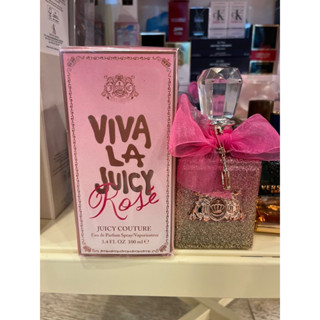 VIVA
LA
JUICY
Rosé
JUICY COUTURE
Eau de Parfum Spray/Vaporisateur
3.4 FL. OZ. 100 ml ℮